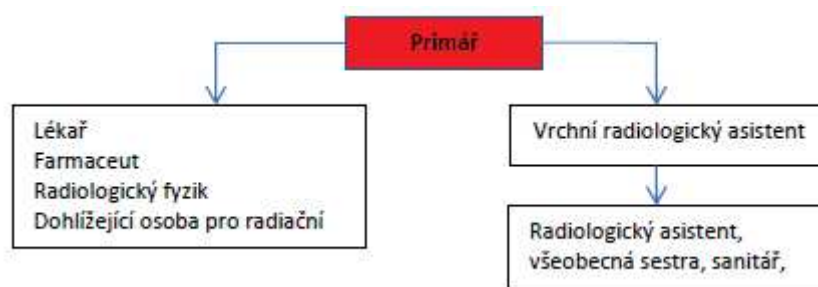 Primář
Lékař
Farmaceut
Radiologický fyzik
Dohlížející osoba pro radiační
Vrchní radiologický asistent
Radiologický asistent,
všeobecná sestra, sanitář,